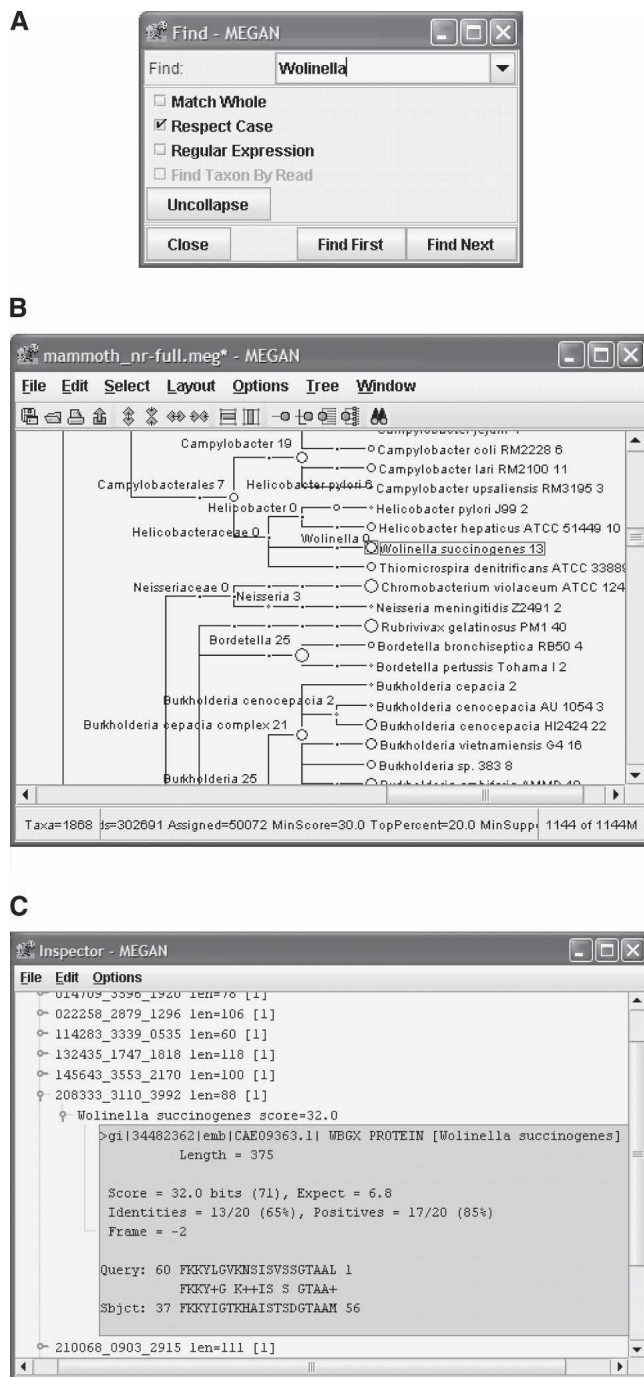 A
Find - MEGAN
Find: Wolinella
Match Whole
Respect Case
Regular Expression
Find Taxon By Read
Uncollapse
Close Find First Find Next
B
mammoth_nr-full.meg* - MEGAN
File Edit Select Layout Options Tree Window
Campylobacter 19
Campylobacter coli RM2228 6
Campylobacter lari RM2100 11
Campylobacterales 7 Helicobacter pylori 6 Campylobacter upsaliensis RM3195 3
Helicobacter 0 Helicobacter pylori J99 2
Helicobacter hepaticus ATCC 51449 10
Helicobacteraceae 0 Wolinella 0
Wolinella succinogenes 13
Thiomicrospira denitrificans ATCC 33889
Neisseriaceae 0 Chromobacterium violaceum ATCC 124
Neisseria 3
Neisseria meningitidis Z2491 2
Rubrivivax gelatinosus PM1 40
Bordetella 25 Bordetella bronchiseptica RB50 4
Bordetella pertussis Tohama I 2
Burkholderia cepacia 2
Burkholderia cenocepacia 2 Burkholderia cenocepacia AU 1054 3
Burkholderia cepacia complex 21 Burkholderia cenocepacia HI2424 22
Burkholderia vietnamiensis G4 16
Burkholderia sp. 383 8
Burkholderia 25
Taxa=1868 ds=302691 Assigned=50072 MinScore=30.0 TopPercent=20.0 MinSupp 1144 of 1144M
C
Inspector - MEGAN
File Edit Options
014709_3396_1920 len=78 [1]
022258_2879_1296 len=106 [1]
114283_3339_0535 len=60 [1]
132435_1747_1818 len=118 [1]
145643_3553_2170 len=100 [1]
208333_3110_3992 len=88 [1]
Wolinella succinogenes score=32.0
>gi|34482362|emb|CAE09363.1| WBGX PROTEIN [Wolinella succinogenes]
Length = 375
Score = 32.0 bits (71), Expect = 6.8
Identities = 13/20 (65%), Positives = 17/20 (85%)
Frame = -2
Query: 60 FKKYLGVKNSISVSSGTAAL 1
FKKY+G K++IS S GTAA+
Sbjct: 37 FKKYIGTKHAISTSDGTAAM 56
210068_0903_2915 len=111 [1]